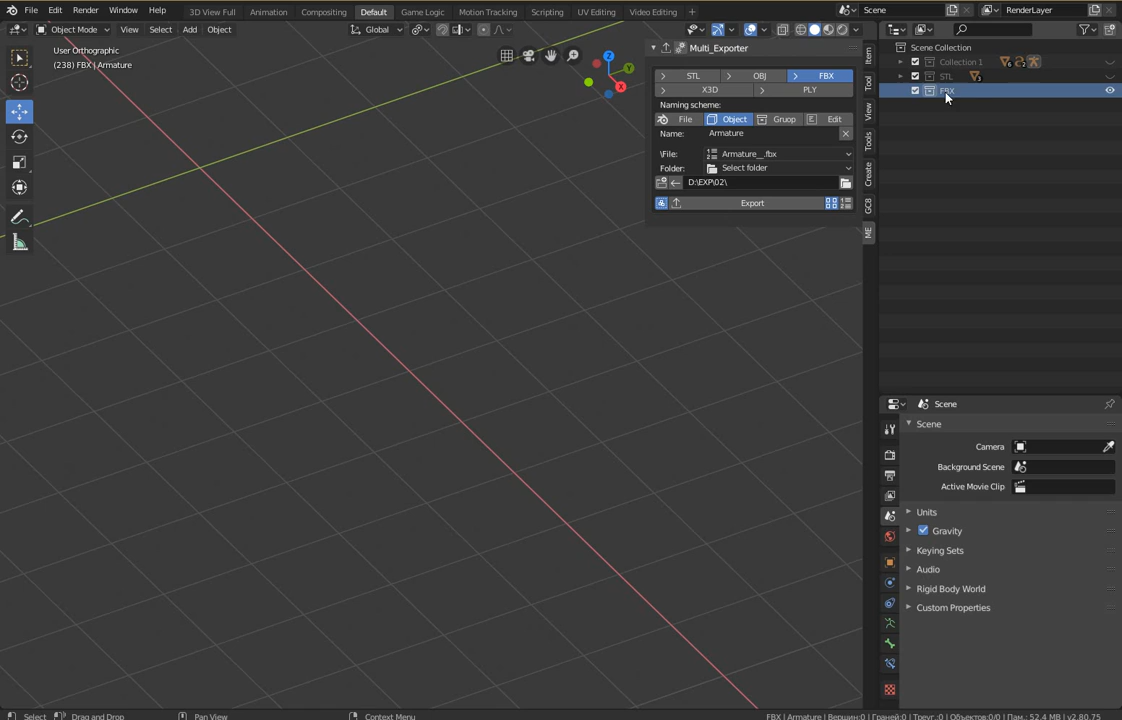 File Edit Render Window Help 3D View Full Animation Compositing Default Game Logic Motion Tracking Scripting UV Editing Video Editing + Scene RenderLayer
Object Mode View Select Add Object Global
User Orthographic
(238) FBX | Armature
Z
Y
X
Multi_Exporter
STL OBJ FBX
X3D PLY
Naming scheme:
File Object Gruop Edit
Name: Armature
\File: Armature__.fbx
Folder: Select folder
D:\EXP\02\
Export
Item
Tool
View
Tools
Create
GCB
ME
Scene Collection
Collection 1 6 2
STL 3
FBX
Scene
Scene
Camera
Background Scene
Active Movie Clip
Units
Gravity
Keying Sets
Audio
Rigid Body World
Custom Properties
Select Drag and Drop Pan View Context Menu FBX | Armature | Вершин:0 | Граней:0 | Треуг.:0 | Объектов:0/0 | Пам.: 52.4 MB | v2.80.75